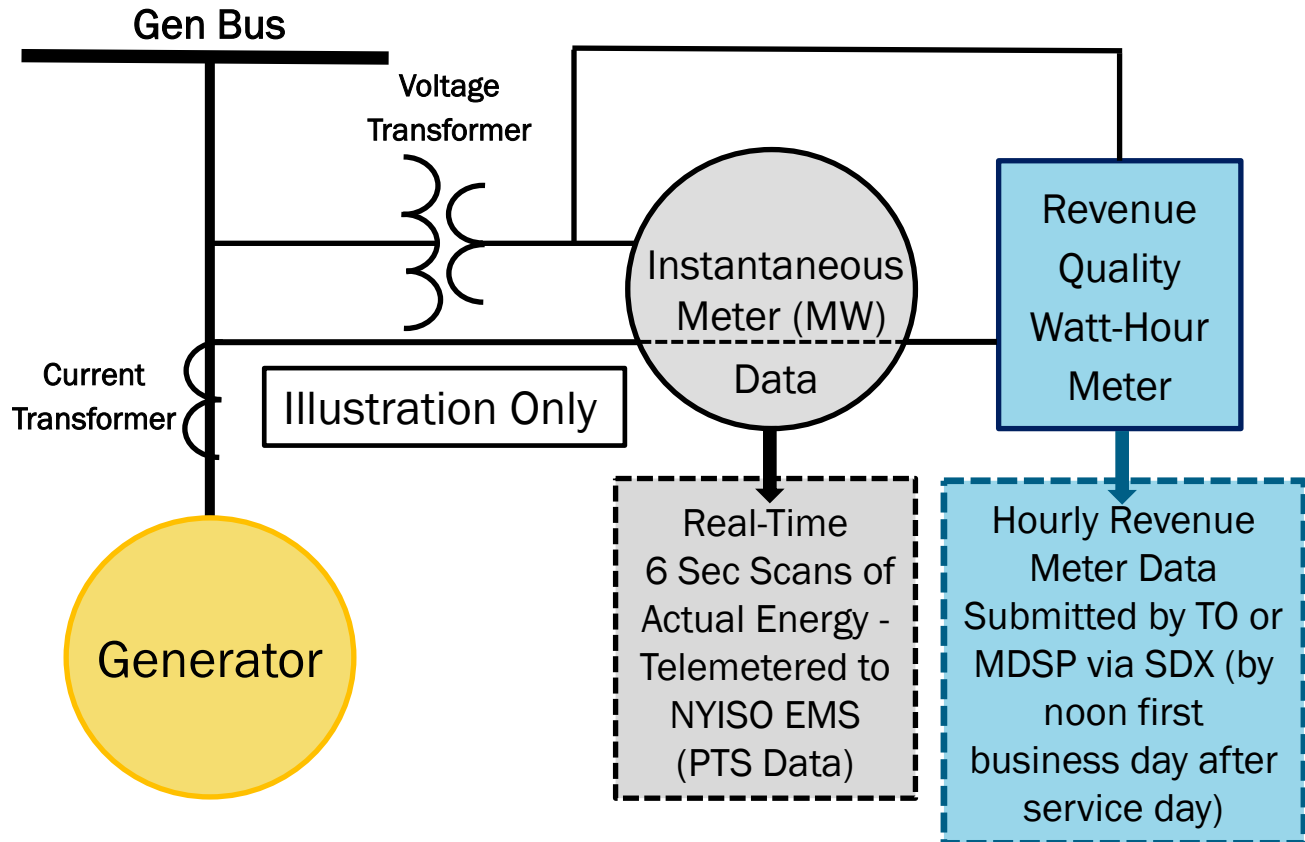 Gen Bus
Voltage
Transformer
Instantaneous
Meter (MW)
Data
Revenue
Quality
Watt-Hour
Meter
Current
Transformer
Illustration Only
Generator
Real-Time
6 Sec Scans of
Actual Energy -
Telemetered to
NYISO EMS
(PTS Data)
Hourly Revenue
Meter Data
Submitted by TO or
MDSP via SDX (by
noon first
business day after
service day)